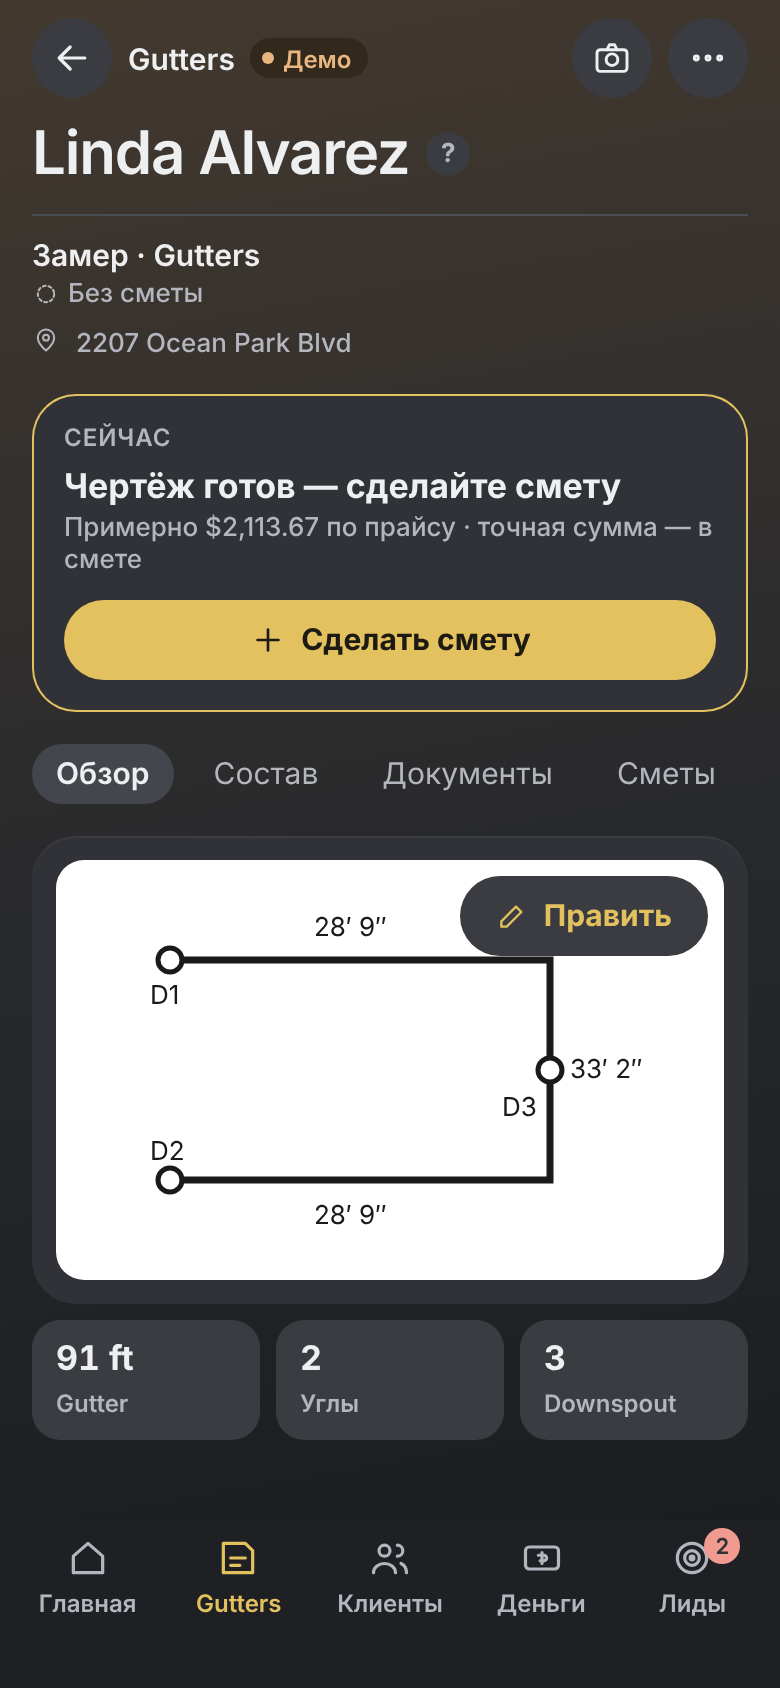 Gutters
Демо
Linda Alvarez
?
Замер · Gutters
Без сметы
2207 Ocean Park Blvd
СЕЙЧАС
Чертёж готов — сделайте смету
Примерно $2,113.67 по прайсу · точная сумма — в
смете
Сделать смету
Обзор
Состав
Документы
Сметы
Править
28′ 9″
D1
33′ 2″
D3
D2
28′ 9″
91 ft
Gutter
2
Углы
3
Downspout
2
Главная
Gutters
Клиенты
Деньги
Лиды